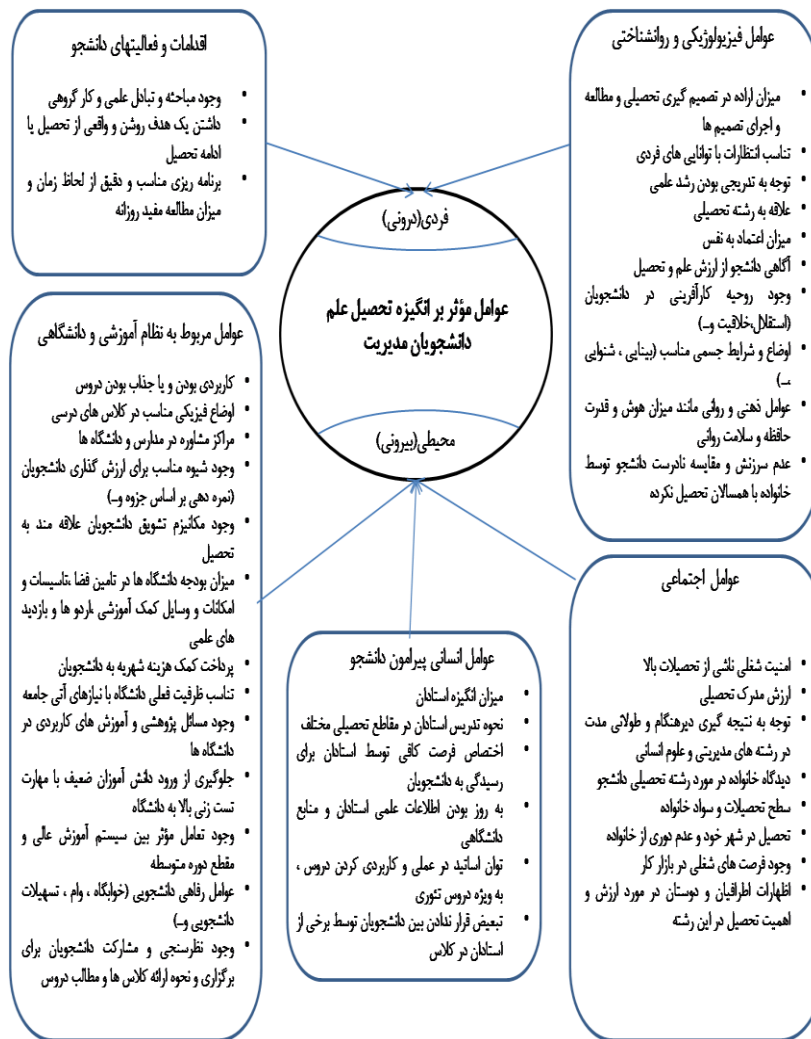 عوامل فیزیولوژیکی و روانشناختی
• میزان اراده در تصمیم گیری تحصیلی و مطالعه
و اجرای تصمیم ها
• تناسب انتظارات با توانایی های فردی
• توجه به تدریجی بودن رشد علمی
• علاقه به رشته تحصیلی
• میزان اعتماد به نفس
• آگاهی دانشجو از ارزش علم و تحصیل
• وجود روحیه کارآفرینی در دانشجویان
(استقلال،خلاقیت و...)
• اوضاع و شرایط جسمی مناسب (بینایی ، شنوایی
،...)
• عوامل ذهنی و روانی مانند میزان هوش و قدرت
حافظه و سلامت روانی
• عدم سرزنش و مقایسه نادرست دانشجو توسط
خانواده با همسالان تحصیل نکرده
اقدامات و فعالیتهای دانشجو
• وجود مباحثه و تبادل علمی و کار گروهی
• داشتن یک هدف روشن و واقعی از تحصیل یا
ادامه تحصیل
• برنامه ریزی مناسب و دقیق از لحاظ زمان و
میزان مطالعه مفید روزانه
فردی(درونی)
عوامل مؤثر بر انگیزه تحصیل علم
دانشجویان مدیریت
محیطی(بیرونی)
عوامل مربوط به نظام آموزشی و دانشگاهی
• کاربردی بودن و یا جذاب بودن دروس
• اوضاع فیزیکی مناسب در کلاس های درسی
• مراکز مشاوره در مدارس و دانشگاه ها
• وجود شیوه مناسب برای ارزش گذاری دانشجویان
(نمره دهی بر اساس جزوه و...)
• وجود مکانیزم تشویق دانشجویان علاقه مند به
تحصیل
• میزان بودجه دانشگاه ها در تامین فضا ،تاسیسات و
امکانات و وسایل کمک آموزشی ،اردو ها و بازدید
های علمی
• پرداخت کمک هزینه شهریه به دانشجویان
• تناسب ظرفیت فعلی دانشگاه با نیازهای آتی جامعه
• وجود مسائل پژوهشی و آموزش های کاربردی در
دانشگاه ها
• جلوگیری از ورود دانش آموزان ضعیف با مهارت
تست زنی بالا به دانشگاه
• وجود تعامل مؤثر بین سیستم آموزش عالی و
مقطع دوره متوسطه
• عوامل رفاهی دانشجویی (خوابگاه ، وام ، تسهیلات
دانشجویی و...)
• وجود نظرسنجی و مشارکت دانشجویان برای
برگزاری و نحوه ارائه کلاس ها و مطالب دروس
عوامل انسانی پیرامون دانشجو
• میزان انگیزه استادان
• نحوه تدریس استادان در مقاطع تحصیلی مختلف
• اختصاص فرصت کافی توسط استادان برای
رسیدگی به دانشجویان
• به روز بودن اطلاعات علمی استادان و منابع
دانشگاهی
• توان اساتید در عملی و کاربردی کردن دروس ،
به ویژه دروس تئوری
• تبعیض قرار ندادن بین دانشجویان توسط برخی از
استادان در کلاس
عوامل اجتماعی
• امنیت شغلی ناشی از تحصیلات بالا
• ارزش مدرک تحصیلی
• توجه به نتیجه گیری دیرهنگام و طولانی مدت
در رشته های مدیریتی و علوم انسانی
• دیدگاه خانواده در مورد رشته تحصیلی دانشجو
• سطح تحصیلات و سواد خانواده
• تحصیل در شهر خود و عدم دوری از خانواده
• وجود فرصت های شغلی در بازار کار
• اظهارات اطرافیان و دوستان در مورد ارزش و
اهمیت تحصیل در این رشته